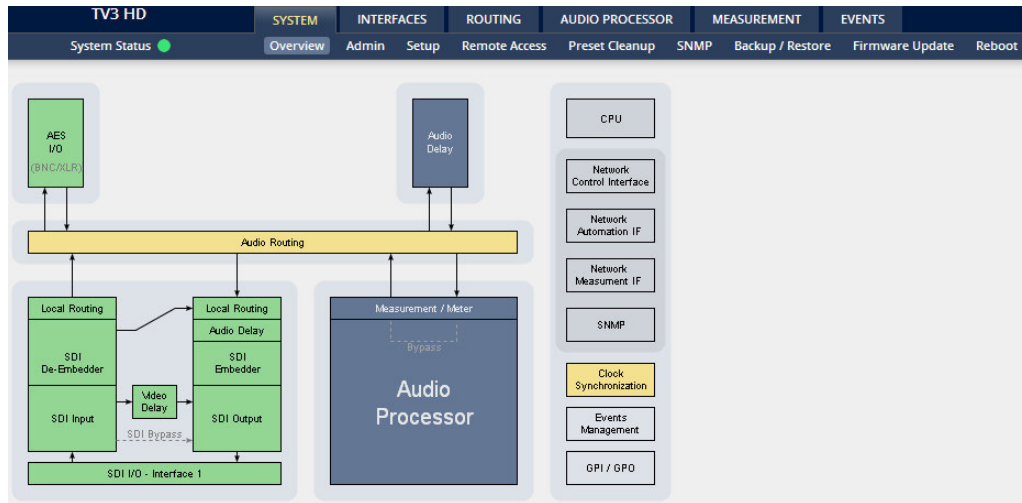 TV3 HD
SYSTEM
INTERFACES
ROUTING
AUDIO PROCESSOR
MEASUREMENT
EVENTS
System Status
Overview
Admin
Setup
Remote Access
Preset Cleanup
SNMP
Backup / Restore
Firmware Update
Reboot
AES
I/O
(BNC/XLR)
Audio
Delay
CPU
Network
Control Interface
Network
Automation IF
Network
Measument IF
SNMP
Clock
Synchronization
Events
Management
GPI / GPO
Audio Routing
Local Routing
SDI
De-Embedder
SDI Input
Video
Delay
SDI Bypass
Local Routing
Audio Delay
SDI
Embedder
SDI Output
SDI I/O - Interface 1
Measurement / Meter
Bypass
Audio
Processor